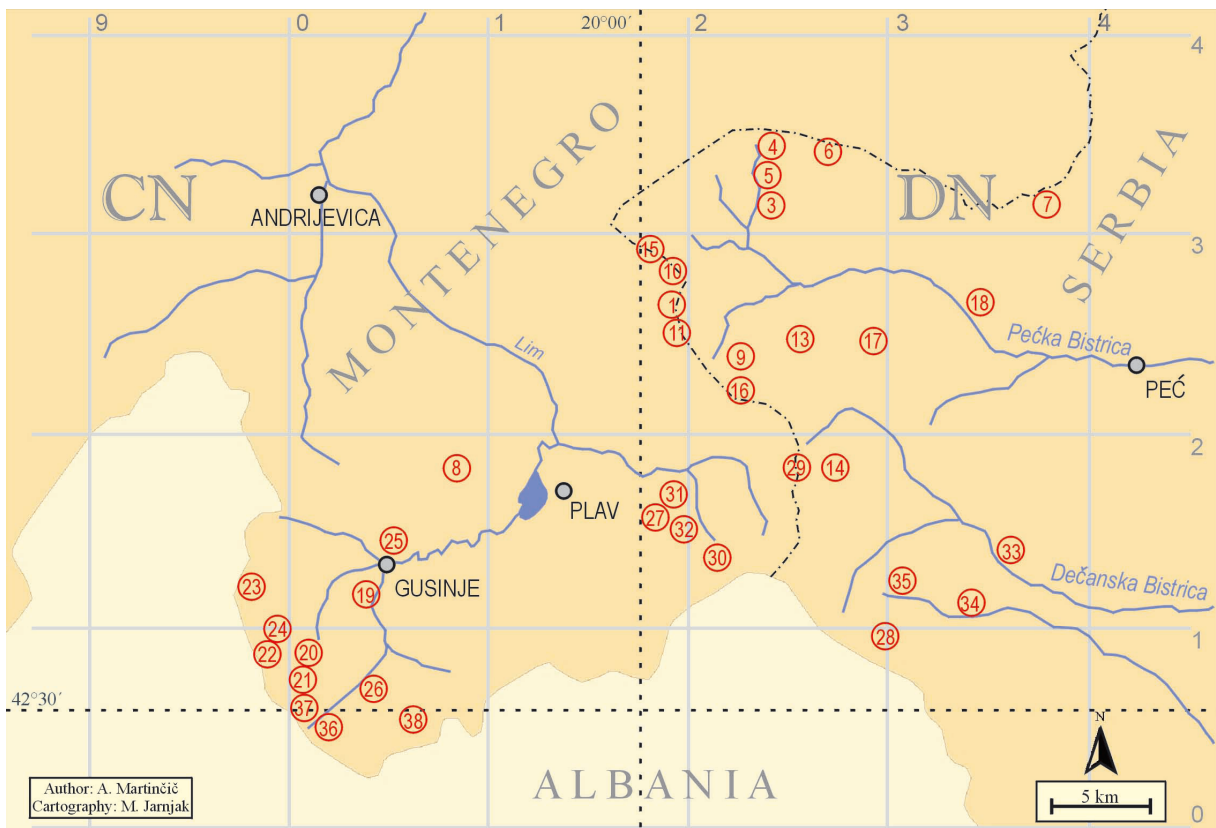 9 0 1 20°00´ 2 3 4
4
4 6
5
CN DN
3 7
ANDRIJEVICA
MONTENEGRO
SERBIA
3
15
10
1 18
11 13 17
Lim
Pećka Bistrica
9
PEĆ
16
2
8 29 14
31
PLAV
27 32
25 33
30
GUSINJE
23 19 35
Dečanska Bistrica
34
24 28 1
22 20
21 26
42°30´
37 38
36
N
ALBANIA
Author: A. Martinčič
Cartography: M. Jarnjak
5 km
0